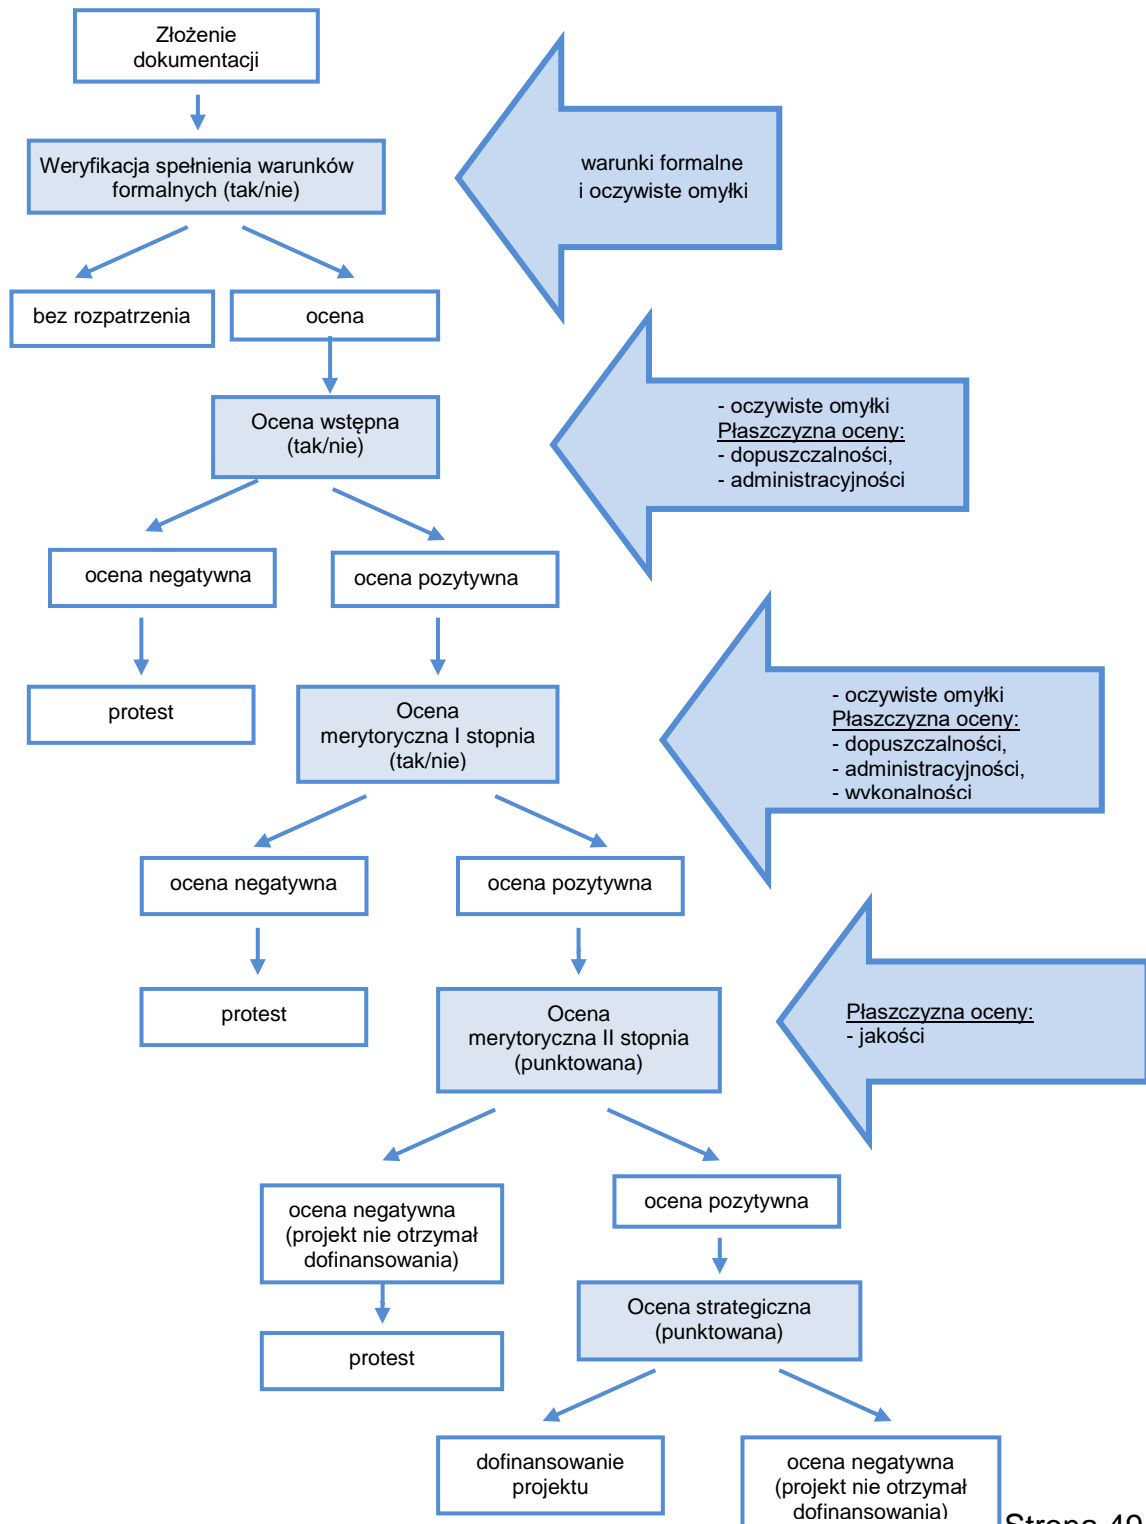 Złożenie
dokumentacji
Weryfikacja spełnienia warunków
formalnych (tak/nie)
warunki formalne
i oczywiste omyłki
bez rozpatrzenia
ocena
- oczywiste omyłki
Płaszczyzna oceny:
- dopuszczalności,
- administracyjności
Ocena wstępna
(tak/nie)
ocena negatywna
ocena pozytywna
protest
Ocena
merytoryczna I stopnia
(tak/nie)
- oczywiste omyłki
Płaszczyzna oceny:
- dopuszczalności,
- administracyjności,
- wykonalności
ocena negatywna
ocena pozytywna
protest
Ocena
merytoryczna II stopnia
(punktowana)
Płaszczyzna oceny:
- jakości
ocena negatywna
(projekt nie otrzymał
dofinansowania)
ocena pozytywna
protest
Ocena strategiczna
(punktowana)
dofinansowanie
projektu
ocena negatywna
(projekt nie otrzymał
dofinansowania)
Strona 49